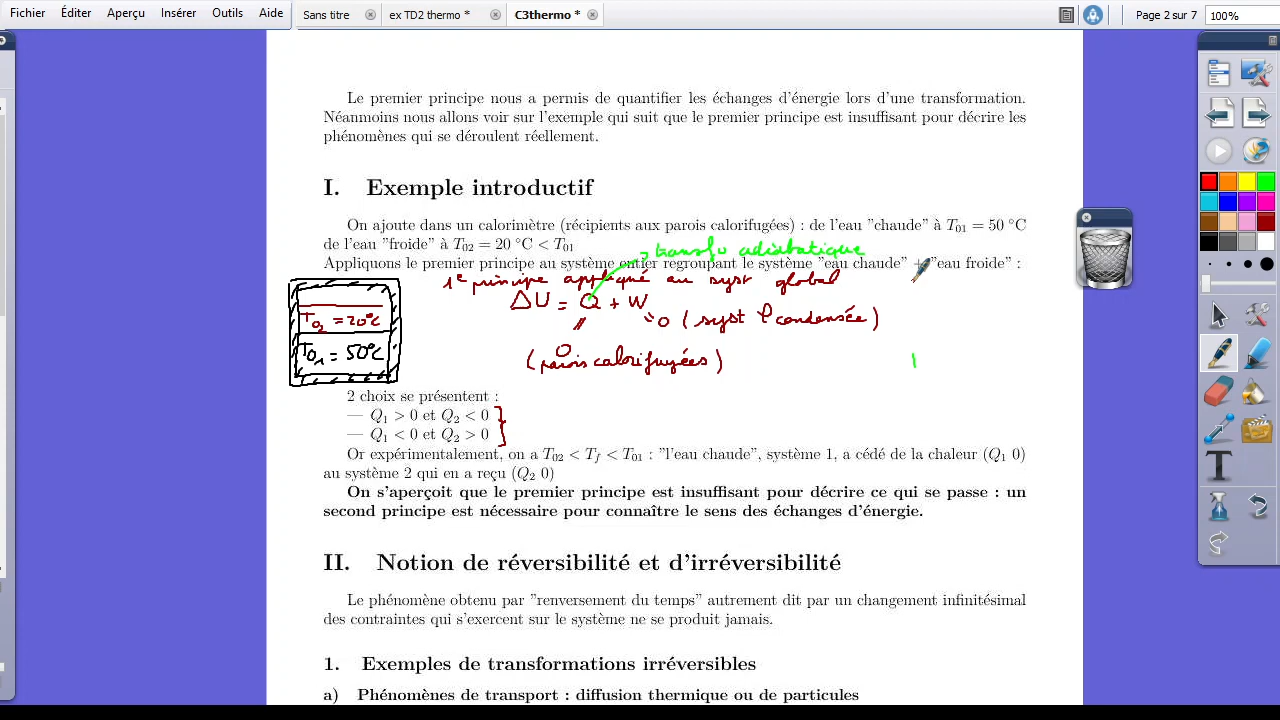 Fichier Éditer Aperçu Insérer Outils Aide
Sans titre
ex TD2 thermo *
C3thermo *
Page 2 sur 7
100%
Le premier principe nous a permis de quantifier les échanges d'énergie lors d'une transformation.
Néanmoins nous allons voir sur l'exemple qui suit que le premier principe est insuffisant pour décrire les
phénomènes qui se déroulent réellement.
I. Exemple introductif
On ajoute dans un calorimètre (récipients aux parois calorifugées) : de l'eau "chaude" à T01 = 50 °C
de l'eau "froide" à T02 = 20 °C < T01
transfo adiabatique
Appliquons le premier principe au système entier regroupant le système "eau chaude" + "eau froide" :
1e principe appliqué au syst global
ΔU = Q + W
≃0 (syst φ condensée)
T02 = 20°C
T01 = 50°C
0
(parois calorifugées)
2 choix se présentent :
— Q1 > 0 et Q2 < 0
— Q1 < 0 et Q2 > 0
Or expérimentalement, on a T02 < Tf < T01 : "l'eau chaude", système 1, a cédé de la chaleur (Q1 0)
au système 2 qui en a reçu (Q2 0)
On s'aperçoit que le premier principe est insuffisant pour décrire ce qui se passe : un
second principe est nécessaire pour connaître le sens des échanges d'énergie.
II. Notion de réversibilité et d'irréversibilité
Le phénomène obtenu par "renversement du temps" autrement dit par un changement infinitésimal
des contraintes qui s'exercent sur le système ne se produit jamais.
1. Exemples de transformations irréversibles
a) Phénomènes de transport : diffusion thermique ou de particules